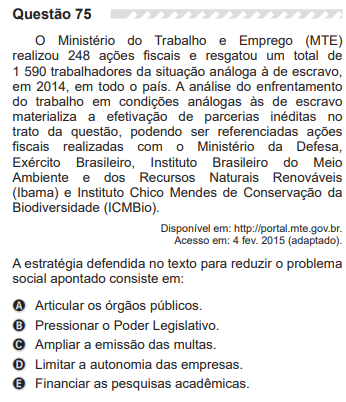 Questão 75
O Ministério do Trabalho e Emprego (MTE)
realizou 248 ações fiscais e resgatou um total de
1 590 trabalhadores da situação análoga à de escravo,
em 2014, em todo o país. A análise do enfrentamento
do trabalho em condições análogas às de escravo
materializa a efetivação de parcerias inéditas no
trato da questão, podendo ser referenciadas ações
fiscais realizadas com o Ministério da Defesa,
Exército Brasileiro, Instituto Brasileiro do Meio
Ambiente e dos Recursos Naturais Renováveis
(Ibama) e Instituto Chico Mendes de Conservação da
Biodiversidade (ICMBio).
Disponível em: http://portal.mte.gov.br.
Acesso em: 4 fev. 2015 (adaptado).
A estratégia defendida no texto para reduzir o problema
social apontado consiste em:
A Articular os órgãos públicos.
B Pressionar o Poder Legislativo.
C Ampliar a emissão das multas.
D Limitar a autonomia das empresas.
E Financiar as pesquisas acadêmicas.